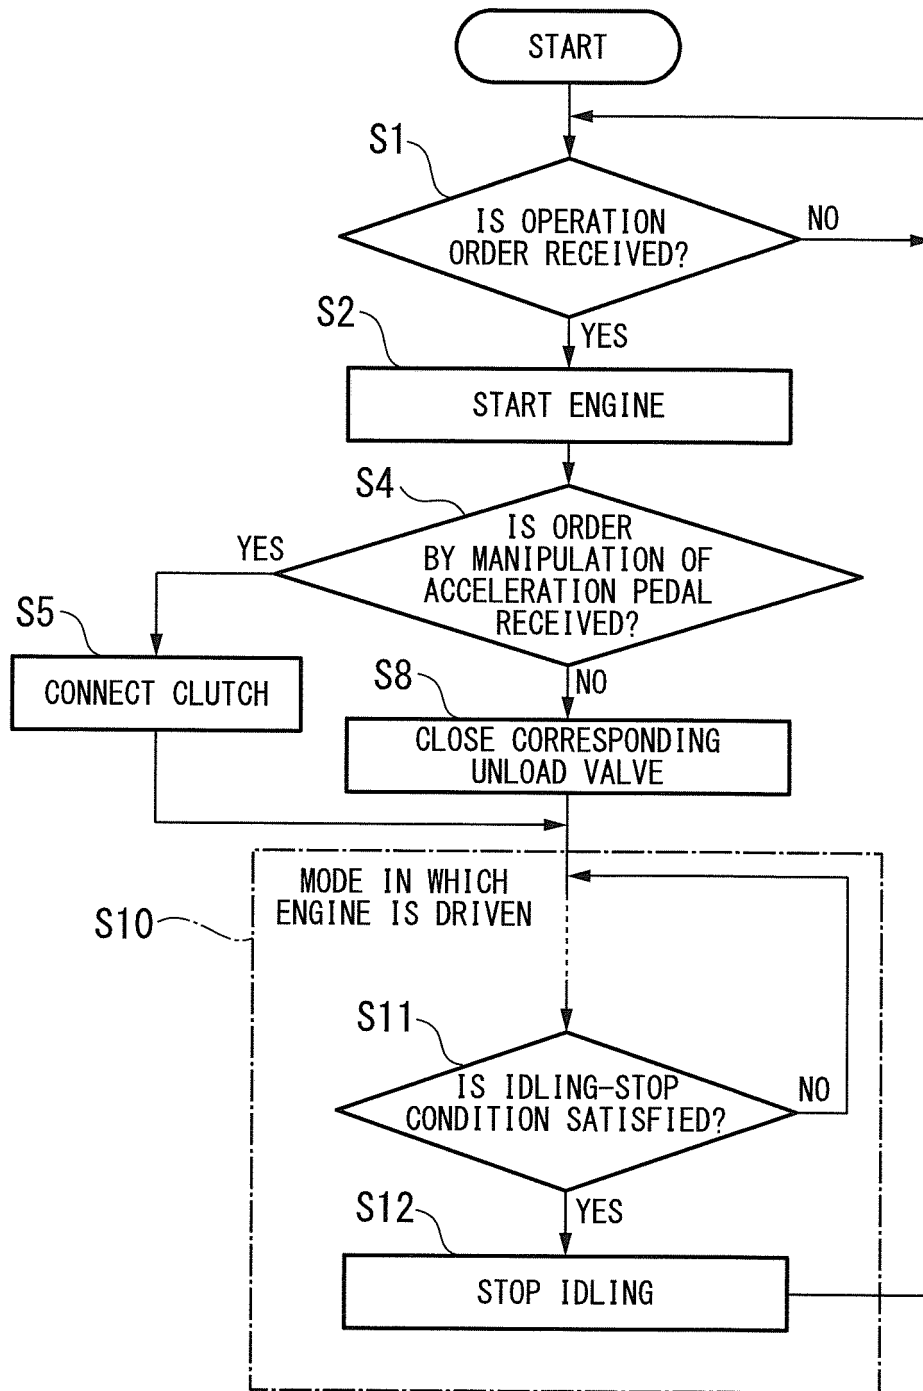 START
S1
IS OPERATION
ORDER RECEIVED?
NO
S2
YES
START ENGINE
S4
IS ORDER
BY MANIPULATION OF
ACCELERATION PEDAL
RECEIVED?
YES
S5
CONNECT CLUTCH
NO
S8
CLOSE CORRESPONDING
UNLOAD VALVE
MODE IN WHICH
ENGINE IS DRIVEN
S10
S11
IS IDLING-STOP
CONDITION SATISFIED?
NO
S12
YES
STOP IDLING